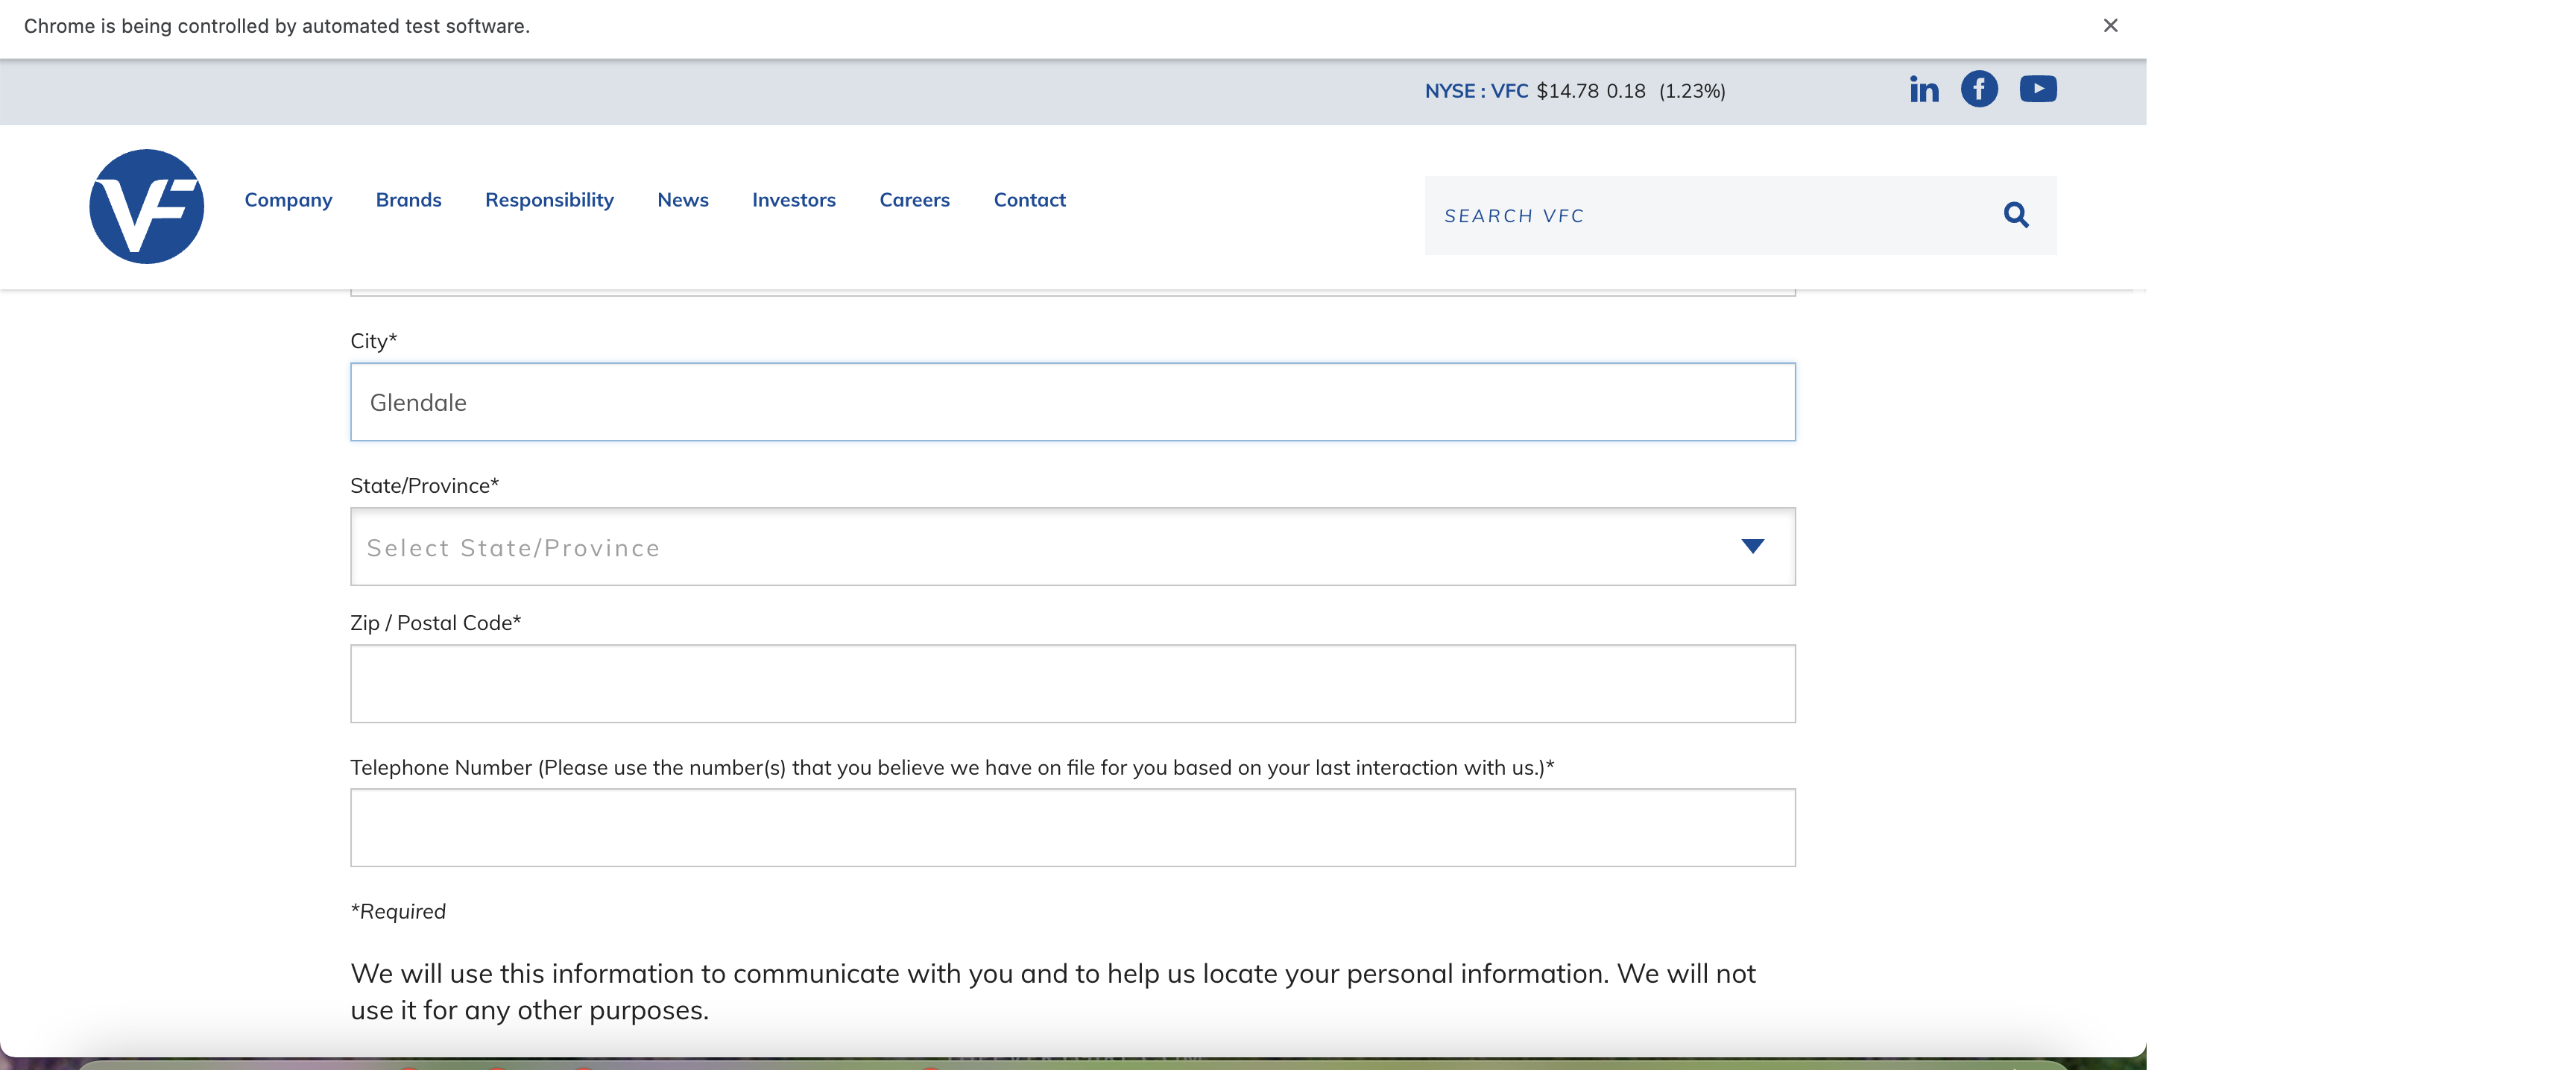 Chrome is being controlled by automated test software.
NYSE : VFC $14.78 0.18 (1.23%)
in f
VF
Company Brands Responsibility News Investors Careers Contact
SEARCH VFC
City*
Glendale
State/Province*
Select State/Province
Zip / Postal Code*
Telephone Number (Please use the number(s) that you believe we have on file for you based on your last interaction with us.)*
*Required
We will use this information to communicate with you and to help us locate your personal information. We will not
use it for any other purposes.